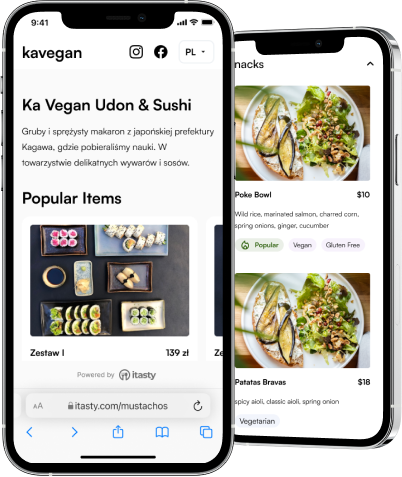 9:41
kavegan
PL
Ka Vegan Udon & Sushi
Gruby i sprężysty makaron z japońskiej prefektury
Kagawa, gdzie pobieraliśmy nauki. W
towarzystwie delikatnych wywarów i sosów.
Popular Items
Zestaw I
139 zł
Ze
Powered by itasty
AA
itasty.com/mustachos
nacks
Poke Bowl
$10
Wild rice, marinated salmon, charred corn,
spring onions, ginger, cucumber
Popular
Vegan
Gluten Free
Patatas Bravas
$18
spicy aioli, classic aioli, spring onion
Vegetarian